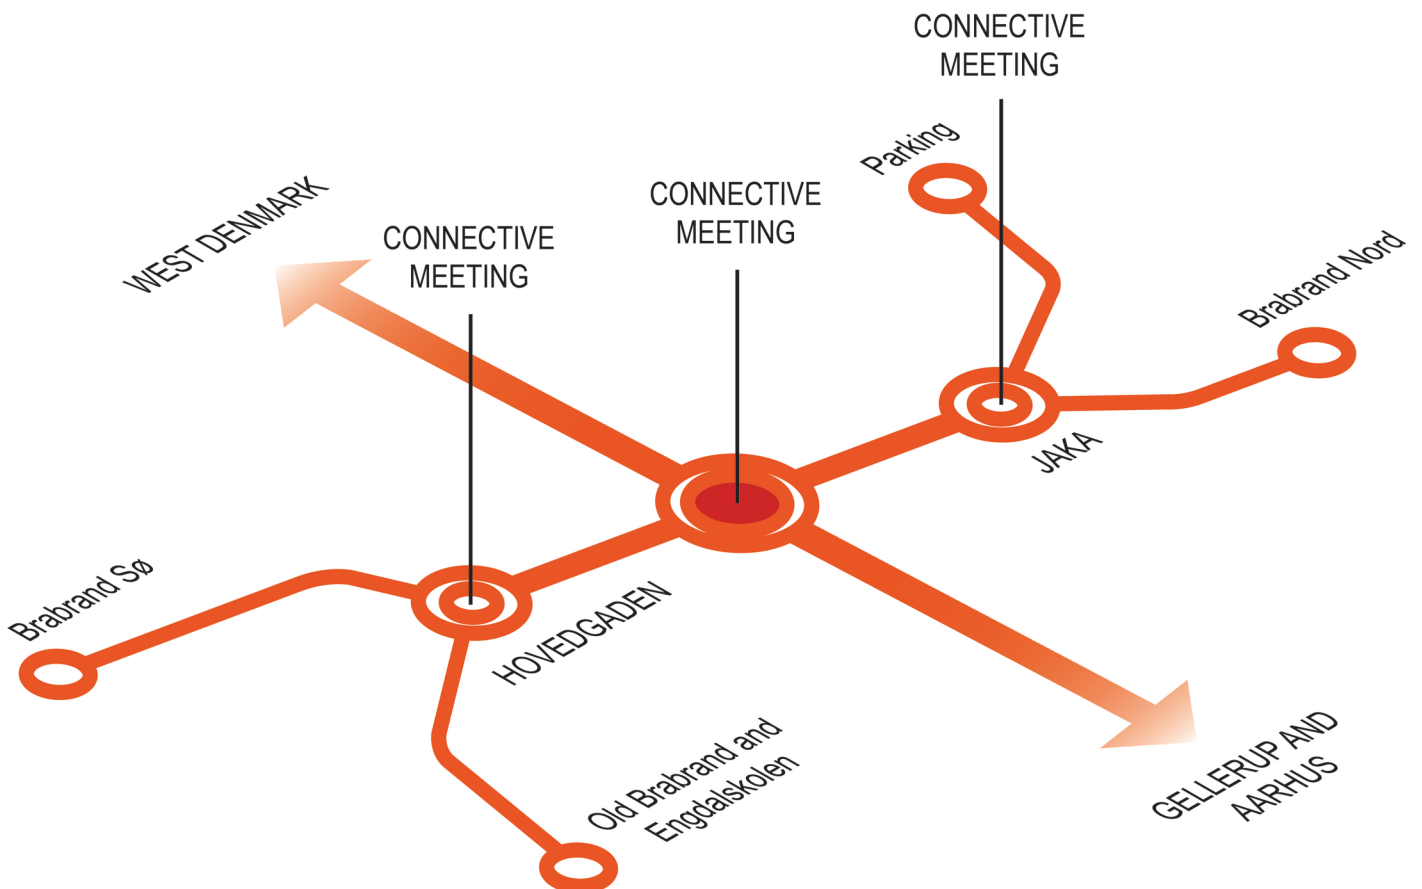 CONNECTIVE
MEETING
Parking
CONNECTIVE
MEETING
WEST DENMARK
CONNECTIVE
MEETING
Brabrand Nord
JAKA
Brabrand Sø
HOVEDGADEN
Old Brabrand and
Engdalskolen
GELLERUP AND
AARHUS